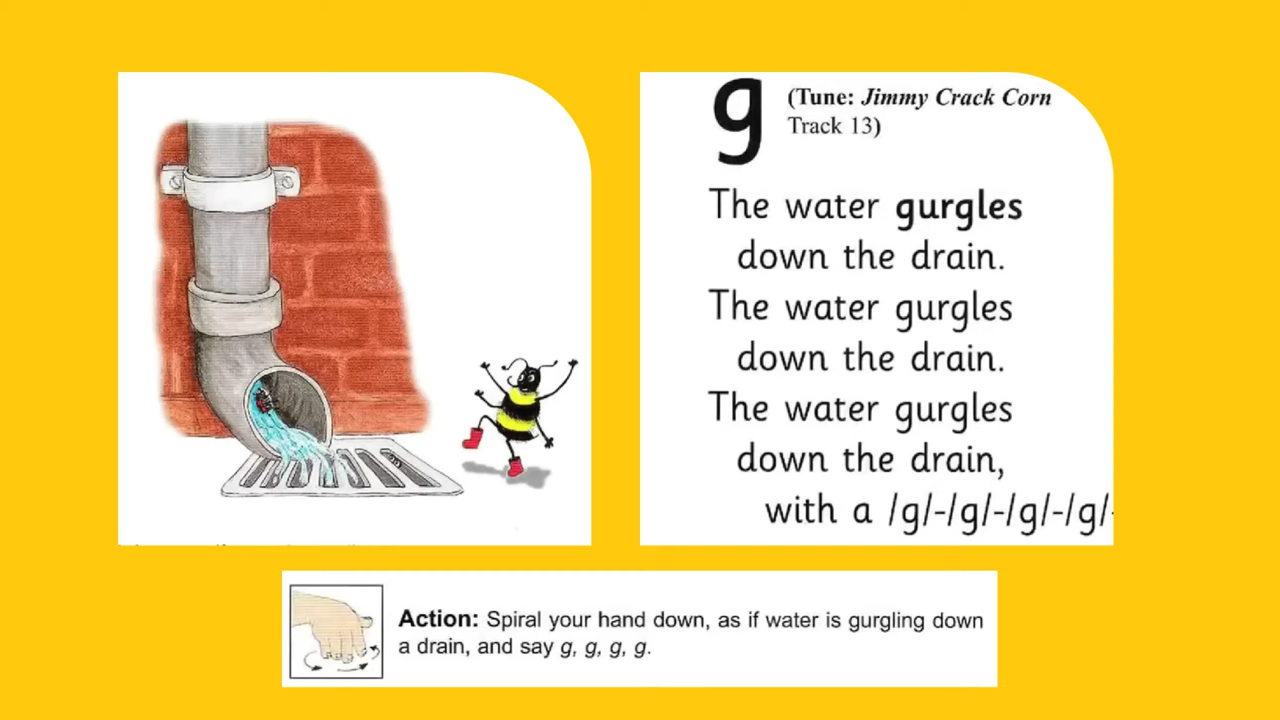 g
(Tune: Jimmy Crack Corn
Track 13)
The water gurgles
down the drain.
The water gurgles
down the drain.
The water gurgles
down the drain,
with a /g/-/g/-/g/-/g/-
Action: Spiral your hand down, as if water is gurgling down
a drain, and say g, g, g, g.